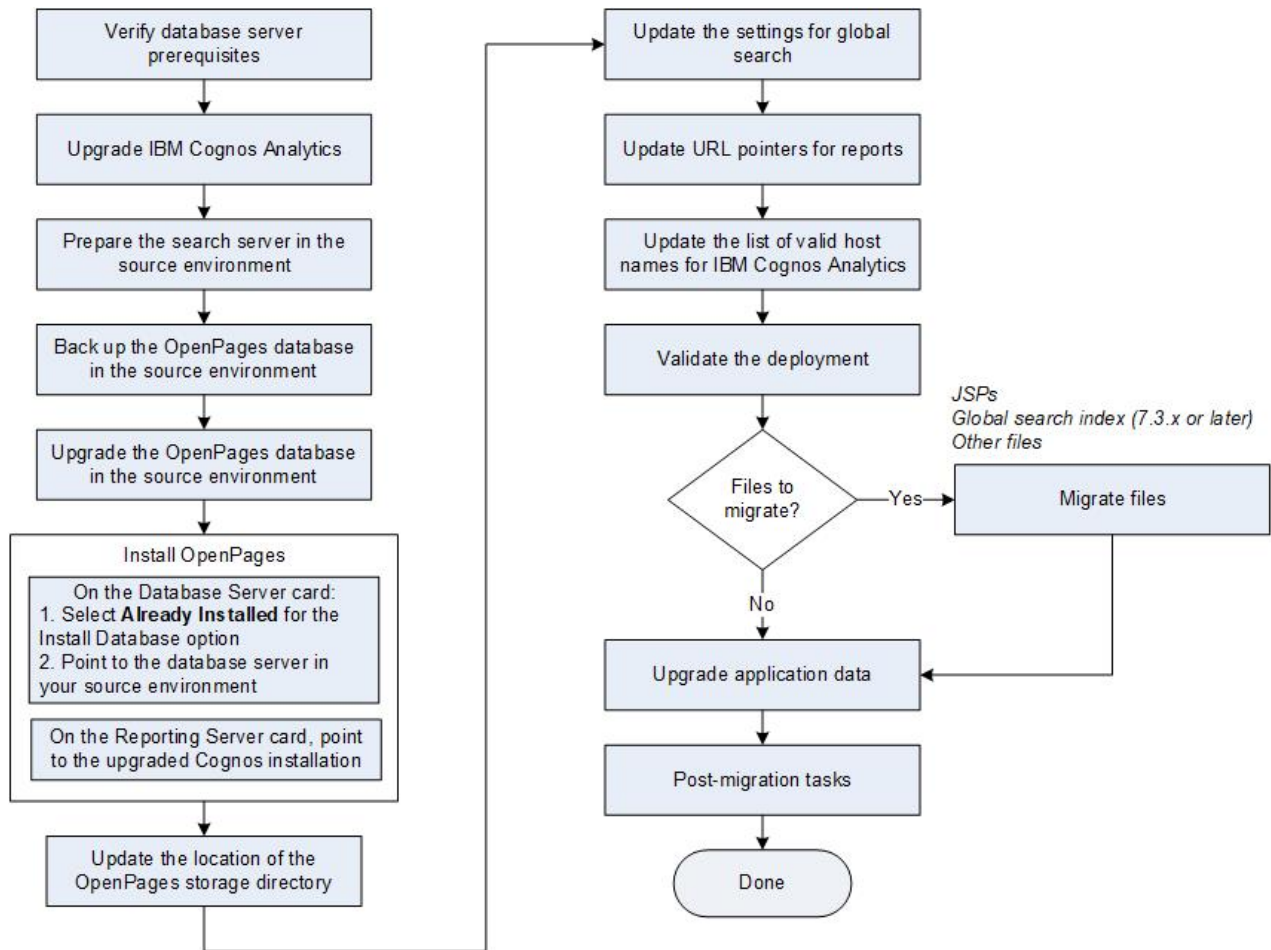 Verify database server
prerequisites
Upgrade IBM Cognos Analytics
Prepare the search server in the
source environment
Back up the OpenPages database
in the source environment
Upgrade the OpenPages database
in the source environment
Install OpenPages
On the Database Server card:
1. Select Already Installed for the
Install Database option
2. Point to the database server in
your source environment
On the Reporting Server card, point
to the upgraded Cognos installation
Update the location of the
OpenPages storage directory
Update the settings for global
search
Update URL pointers for reports
Update the list of valid host
names for IBM Cognos Analytics
Validate the deployment
Files to
migrate?
Yes
JSPs
Global search index (7.3.x or later)
Other files
Migrate files
No
Upgrade application data
Post-migration tasks
Done